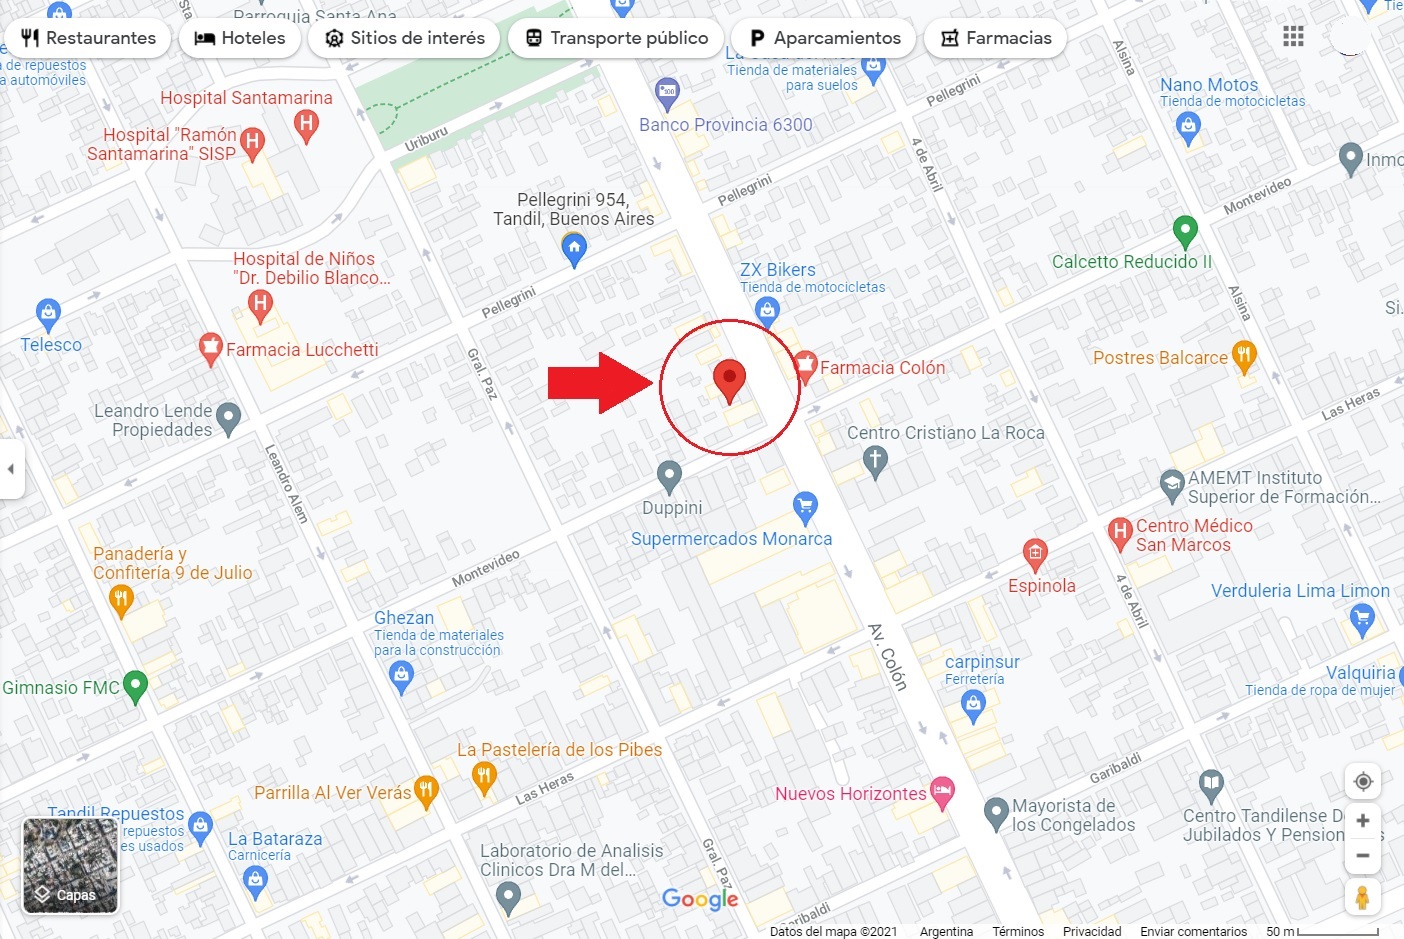 Parroquia Santa Ana
Restaurantes
Hoteles
Sitios de interés
Transporte público
Aparcamientos
Farmacias
a de repuestos
a automóviles
Tienda de materiales
para suelos
Hospital Santamarina
Hospital "Ramón
Santamarina" SISP
Uriburu
Banco Provincia 6300
Pellegrini
Alsina
Nano Motos
Tienda de motocicletas
4 de Abril
Inmo
Montevideo
Pellegrini 954,
Tandil, Buenos Aires
Pellegrini
Calcetto Reducido II
Hospital de Niños
"Dr. Debilio Blanco...
ZX Bikers
Tienda de motocicletas
Pellegrini
Alsina
Si.
Telesco
Farmacia Lucchetti
Gral. Paz
Farmacia Colón
Postres Balcarce
Las Heras
Leandro Lende
Propiedades
Centro Cristiano La Roca
Leandro Alem
Duppini
AMEMT Instituto
Superior de Formación...
Supermercados Monarca
Centro Médico
San Marcos
Panadería y
Confitería 9 de Julio
Montevideo
Espinola
4 de Abril
Verduleria Lima Limon
Ghezan
Tienda de materiales
para la construcción
Av. Colón
carpinsur
Ferretería
Valquiria
Tienda de ropa de mujer
Gimnasio FMC
La Pastelería de los Pibes
Las Heras
Garibaldi
Parrilla Al Ver Verás
Nuevos Horizontes
Mayorista de
los Congelados
Centro Tandilense D
Jubilados Y Pension
s
Tandil Repuestos
repuestos
es usados
La Bataraza
Carnicería
Laboratorio de Analisis
Clinicos Dra M del...
Gral. Paz
Capas
Google
Garibaldi
Datos del mapa ©2021
Argentina
Términos
Privacidad
Enviar comentarios
50 m